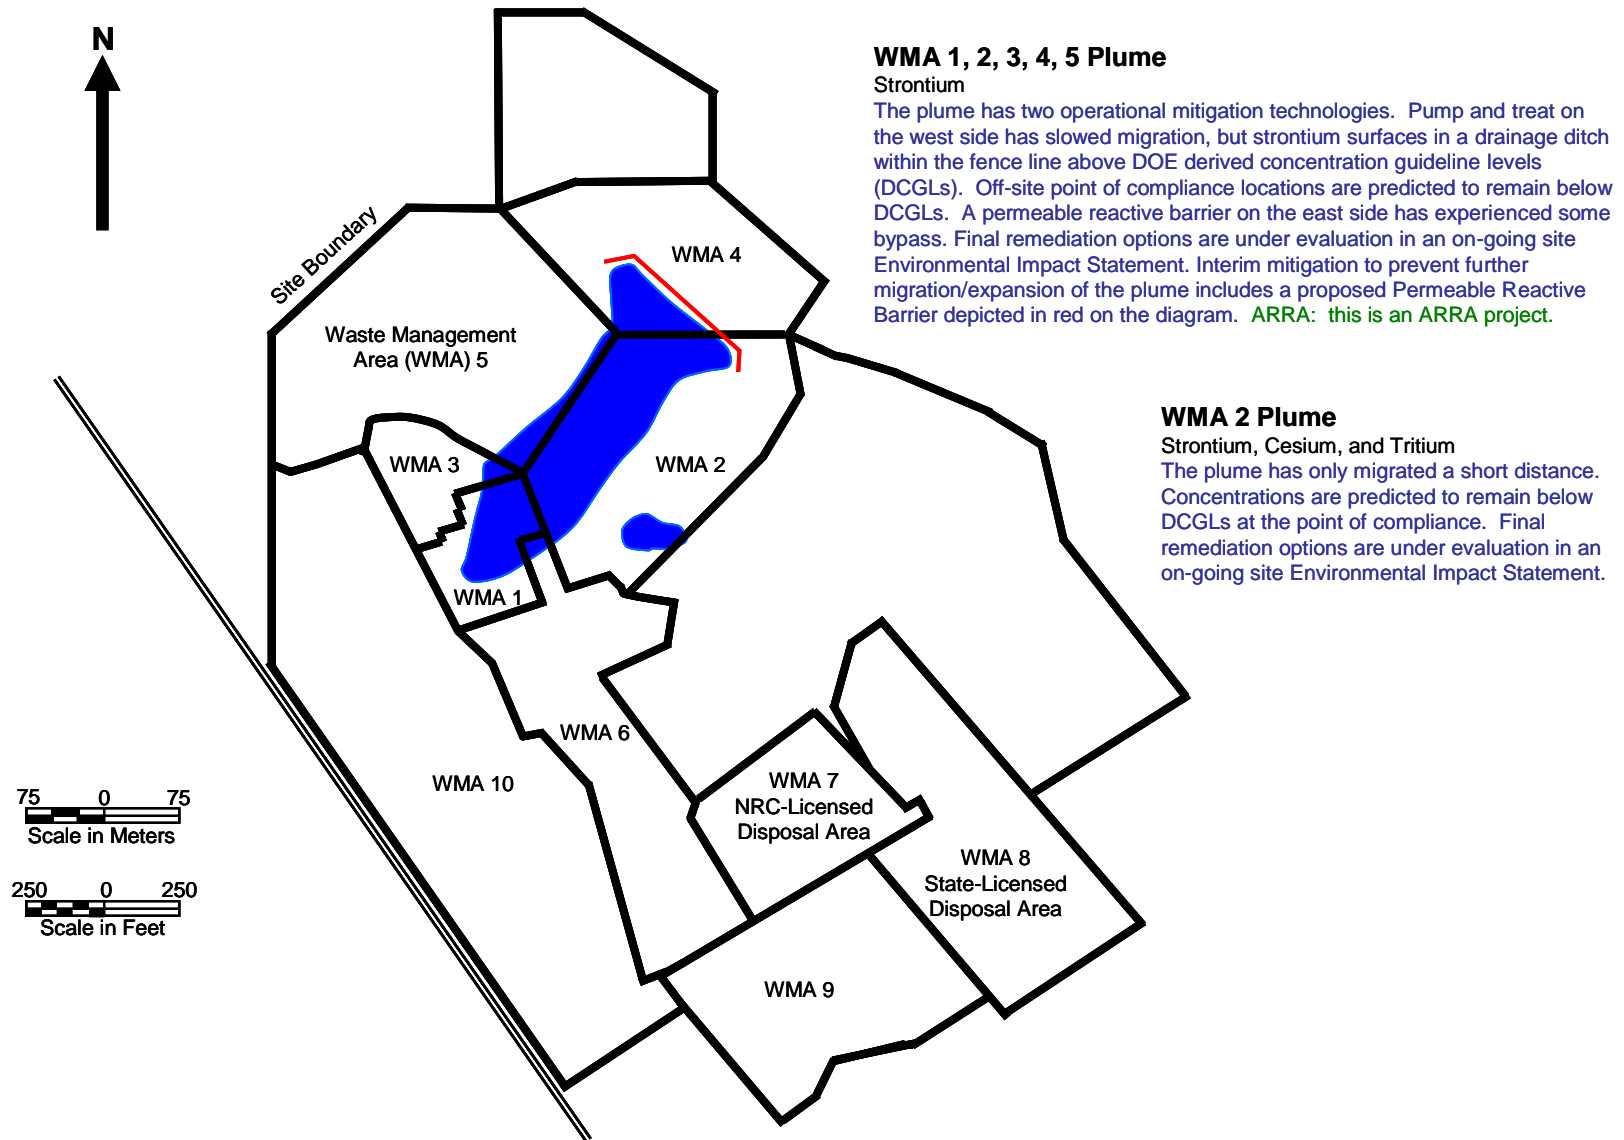 N
WMA 1, 2, 3, 4, 5 Plume
Strontium
The plume has two operational mitigation technologies. Pump and treat on
the west side has slowed migration, but strontium surfaces in a drainage ditch
within the fence line above DOE derived concentration guideline levels
(DCGLs). Off-site point of compliance locations are predicted to remain below
DCGLs. A permeable reactive barrier on the east side has experienced some
bypass. Final remediation options are under evaluation in an on-going site
Environmental Impact Statement. Interim mitigation to prevent further
migration/expansion of the plume includes a proposed Permeable Reactive
Barrier depicted in red on the diagram. ARRA: this is an ARRA project.
Site Boundary
WMA 4
Waste Management
Area (WMA) 5
WMA 2 Plume
Strontium, Cesium, and Tritium
The plume has only migrated a short distance.
Concentrations are predicted to remain below
DCGLs at the point of compliance. Final
remediation options are under evaluation in an
on-going site Environmental Impact Statement.
WMA 3
WMA 2
WMA 1
WMA 6
WMA 10
WMA 7
NRC-Licensed
Disposal Area
WMA 8
State-Licensed
Disposal Area
WMA 9
75 0 75
Scale in Meters
250 0 250
Scale in Feet